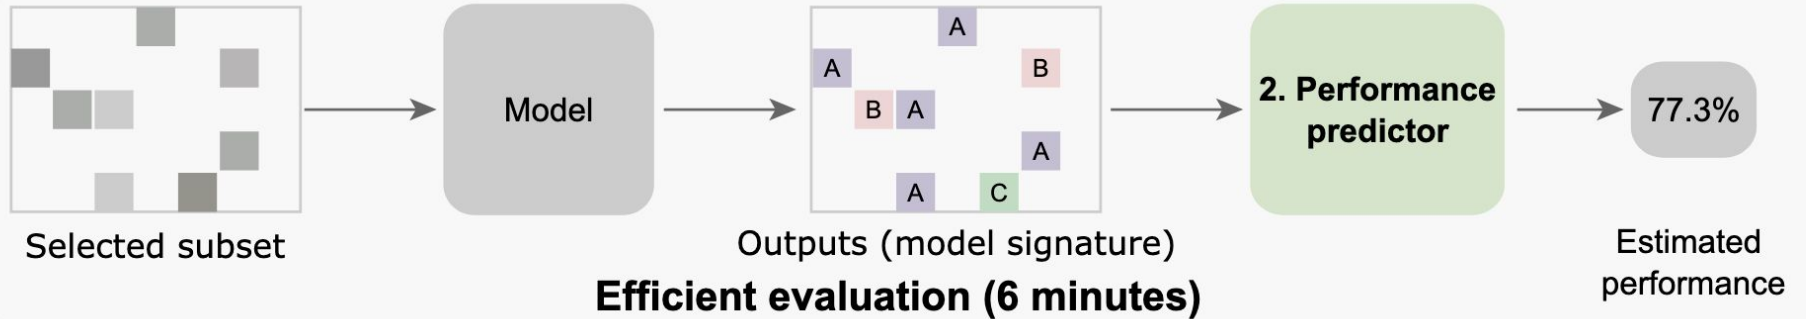 A
A
B
B
A
A
A
C
Model
2. Performance
predictor
77.3%
Selected subset
Outputs (model signature)
Estimated
performance
Efficient evaluation (6 minutes)